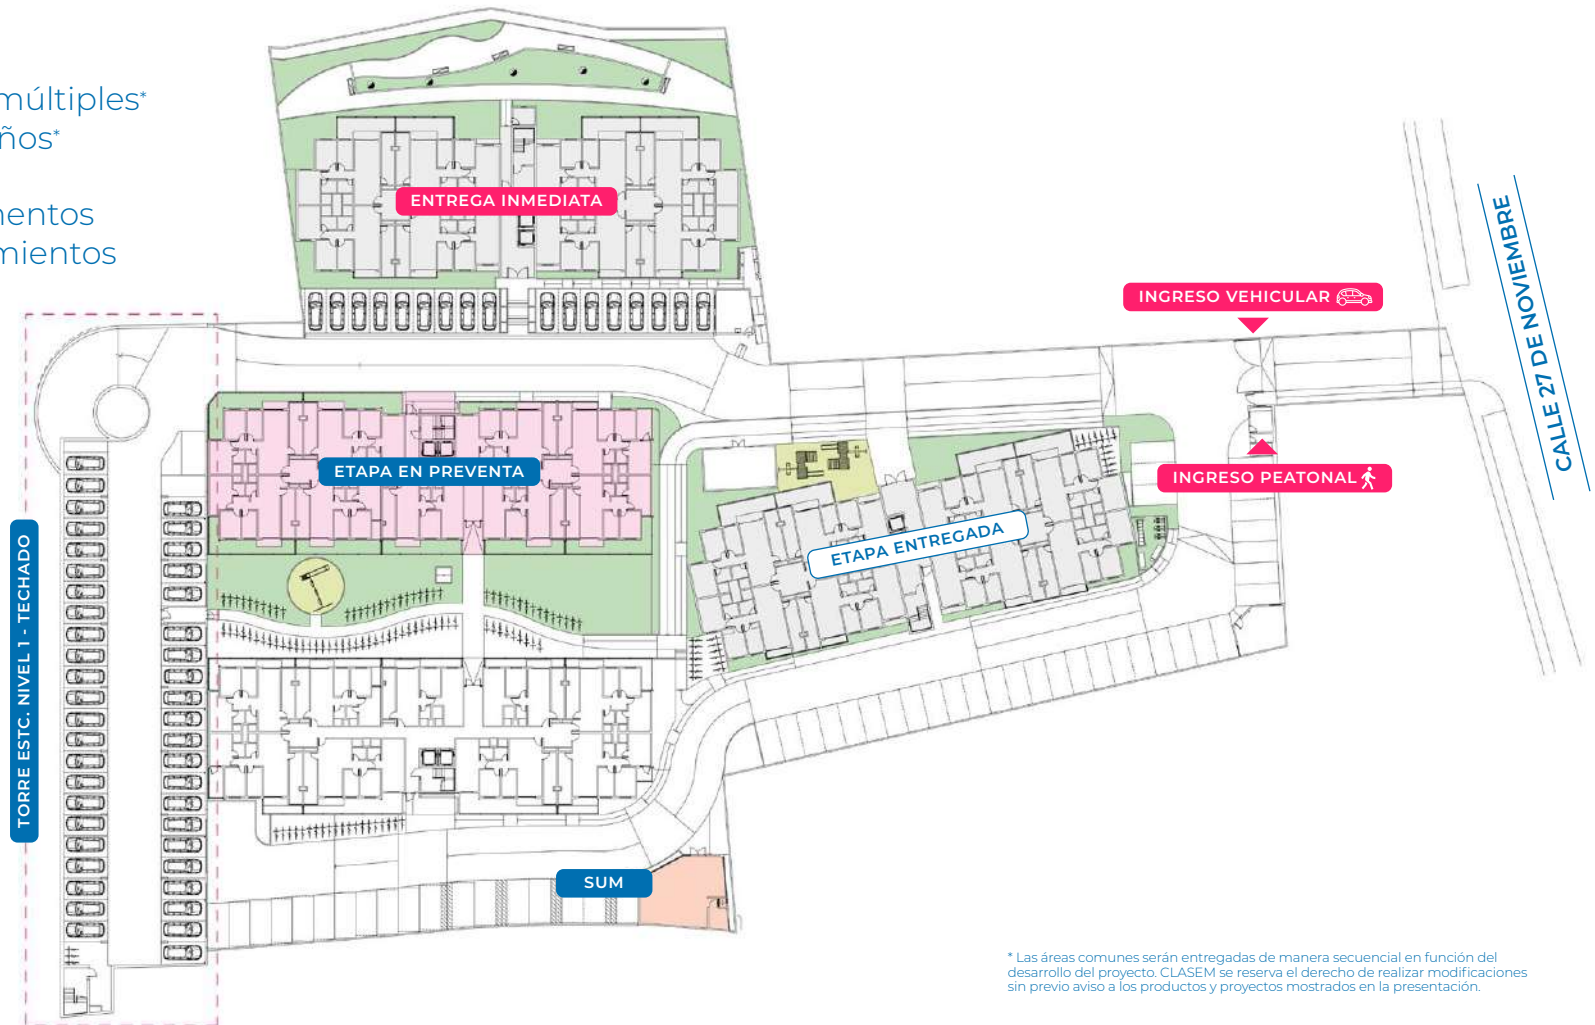 múltiples*
ños*
mentos
mientos
ENTREGA INMEDIATA
INGRESO VEHICULAR
CALLE 27 DE NOVIEMBRE
ETAPA EN PREVENTA
INGRESO PEATONAL
ETAPA ENTREGADA
TORRE ESTC. NIVEL 1 - TECHADO
SUM
* Las áreas comunes serán entregadas de manera secuencial en función del
desarrollo del proyecto. CLASEM se reserva el derecho de realizar modificaciones
sin previo aviso a los productos y proyectos mostrados en la presentación.